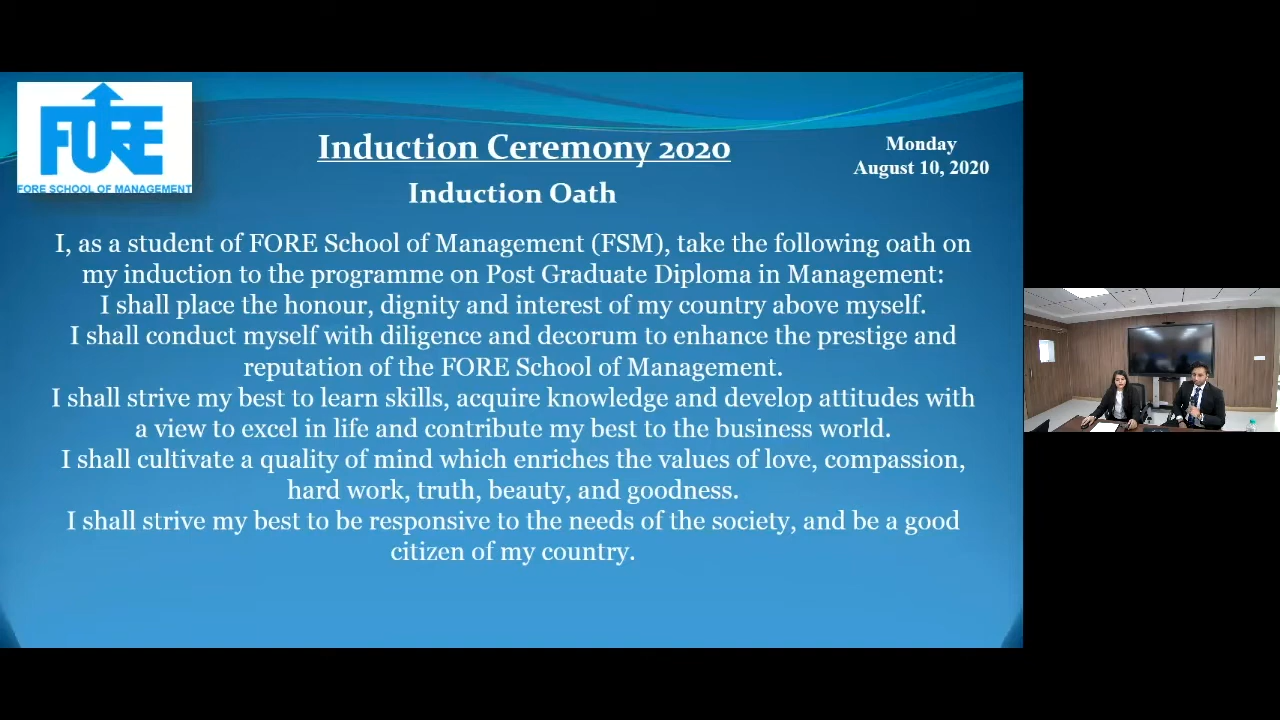 FORE
FORE SCHOOL OF MANAGEMENT
Induction Ceremony 2020
Monday
August 10, 2020
Induction Oath
I, as a student of FORE School of Management (FSM), take the following oath on
my induction to the programme on Post Graduate Diploma in Management:
I shall place the honour, dignity and interest of my country above myself.
I shall conduct myself with diligence and decorum to enhance the prestige and
reputation of the FORE School of Management.
I shall strive my best to learn skills, acquire knowledge and develop attitudes with
a view to excel in life and contribute my best to the business world.
I shall cultivate a quality of mind which enriches the values of love, compassion,
hard work, truth, beauty, and goodness.
I shall strive my best to be responsive to the needs of the society, and be a good
citizen of my country.